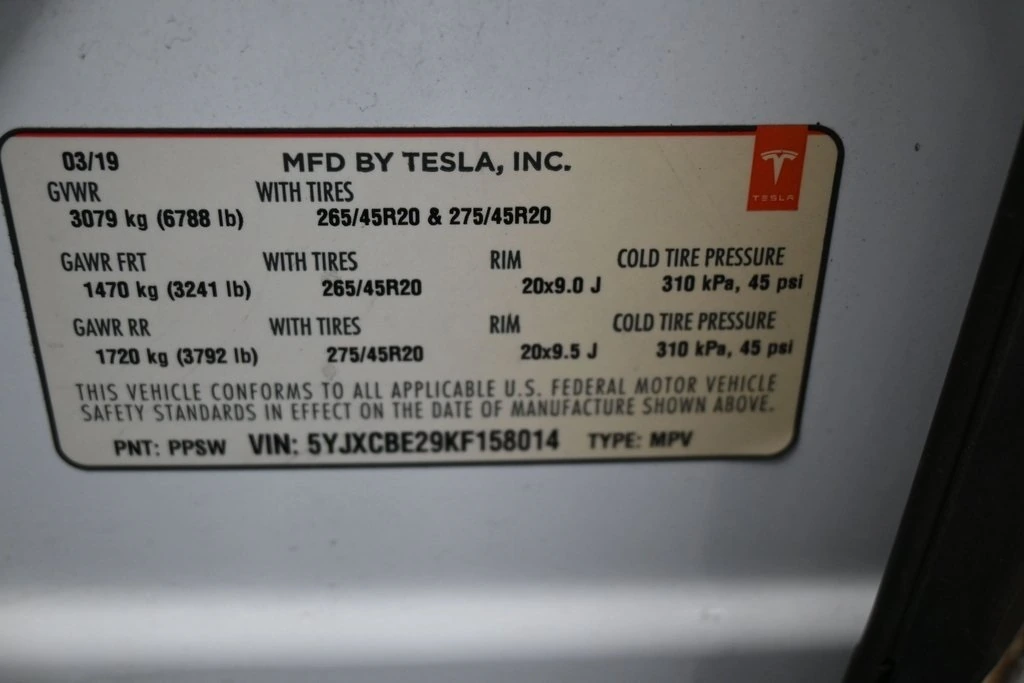 03/19 MFD BY TESLA, INC.
TESLA
GVWR WITH TIRES
3079 kg (6788 lb) 265/45R20 & 275/45R20
GAWR FRT WITH TIRES RIM COLD TIRE PRESSURE
1470 kg (3241 lb) 265/45R20 20x9.0 J 310 kPa, 45 psi
GAWR RR WITH TIRES RIM COLD TIRE PRESSURE
1720 kg (3792 lb) 275/45R20 20x9.5 J 310 kPa, 45 psi
THIS VEHICLE CONFORMS TO ALL APPLICABLE U.S. FEDERAL MOTOR VEHICLE
SAFETY STANDARDS IN EFFECT ON THE DATE OF MANUFACTURE SHOWN ABOVE.
PNT: PPSW VIN: 5YJXCBE29KF158014 TYPE: MPV